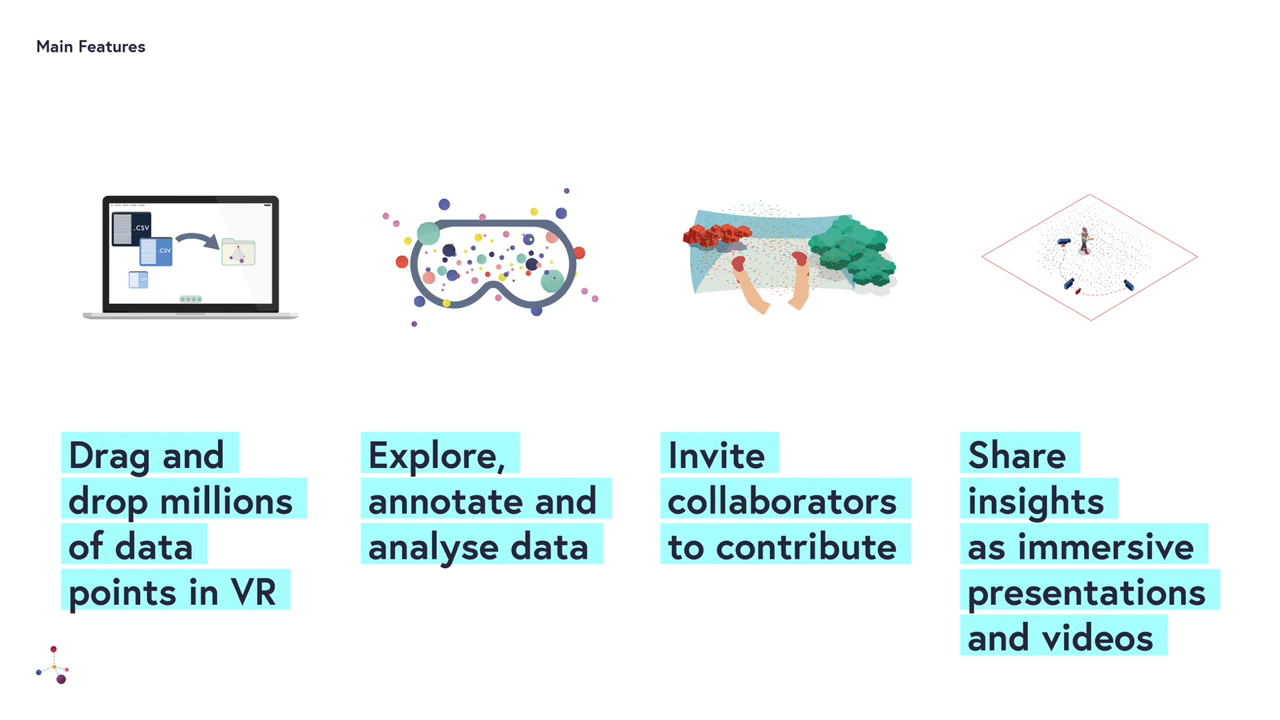 Main Features
.CSV
.CSV
Drag and
drop millions
of data
points in VR
Explore,
annotate and
analyse data
Invite
collaborators
to contribute
Share
insights
as immersive
presentations
and videos